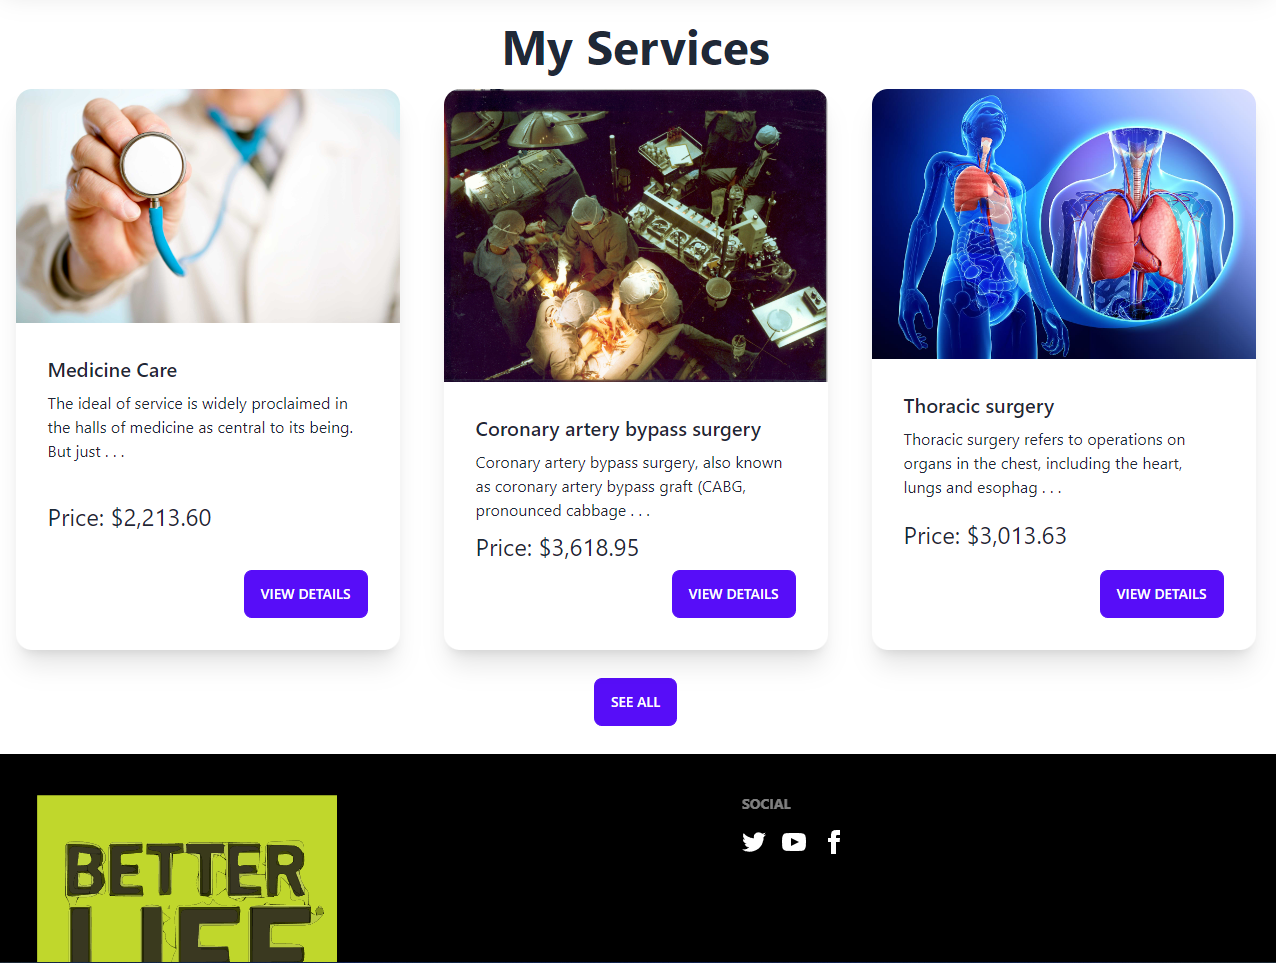 My Services
Medicine Care
The ideal of service is widely proclaimed in
the halls of medicine as central to its being.
But just . . .
Price: $2,213.60
VIEW DETAILS
Coronary artery bypass surgery
Coronary artery bypass surgery, also known
as coronary artery bypass graft (CABG,
pronounced cabbage . . .
Price: $3,618.95
VIEW DETAILS
Thoracic surgery
Thoracic surgery refers to operations on
organs in the chest, including the heart,
lungs and esophag . . .
Price: $3,013.63
VIEW DETAILS
SEE ALL
BETTER
LIFE
SOCIAL